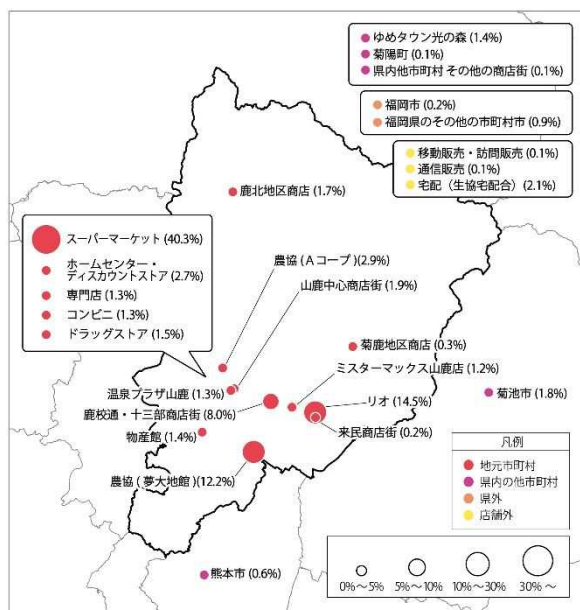 ゆめタウン光の森 (1.4%)
菊陽町 (0.1%)
県内他市町村 その他の商店街 (0.1%)
福岡市 (0.2%)
福岡県のその他の市町村市 (0.9%)
移動販売・訪問販売 (0.1%)
通信販売 (0.1%)
宅配（生協宅配合）(2.1%)
鹿北地区商店 (1.7%)
スーパーマーケット (40.3%)
ホームセンター・
ディスカウントストア (2.7%)
専門店 (1.3%)
コンビニ (1.3%)
ドラッグストア (1.5%)
農協（Aコープ）(2.9%)
山鹿中心商店街 (1.9%)
菊鹿地区商店 (0.3%)
ミスターマックス山鹿店 (1.2%)
温泉プラザ山鹿 (1.3%)
鹿校通・十三部商店街 (8.0%)
リオ (14.5%)
菊池市 (1.8%)
物産館 (1.4%)
来民商店街 (0.2%)
農協（夢大地館）(12.2%)
熊本市 (0.6%)
凡例
地元市町村
県内の他市町村
県外
店舗外
0%～5%
5%～10%
10%～30%
30% ～